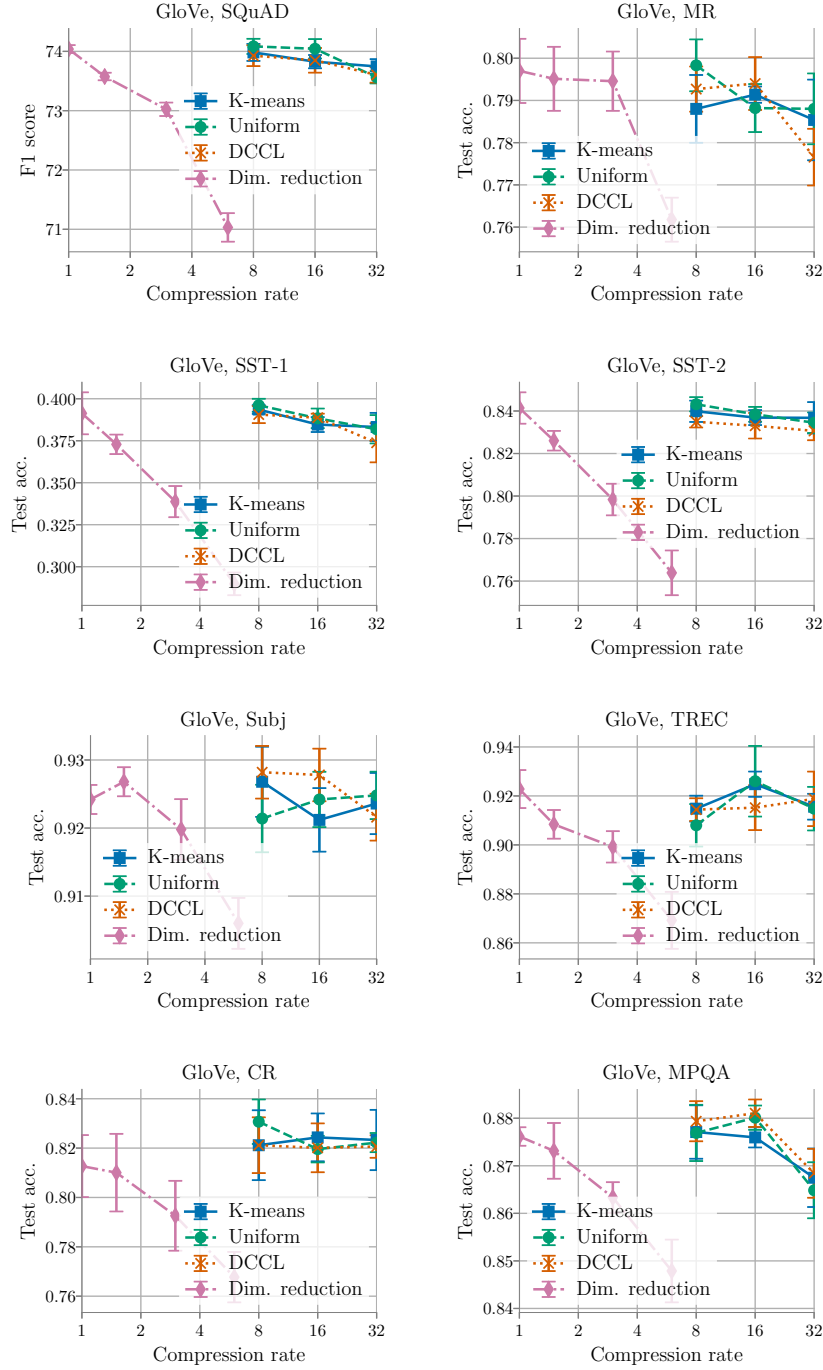 GloVe, SQuAD
74
73
72
71
F1 score
K-means
Uniform
DCCL
Dim. reduction
1 2 4 8 16 32
Compression rate
GloVe, MR
0.80
0.79
0.78
0.77
0.76
Test acc.
K-means
Uniform
DCCL
Dim. reduction
1 2 4 8 16 32
Compression rate
GloVe, SST-1
0.400
0.375
0.350
0.325
0.300
Test acc.
K-means
Uniform
DCCL
Dim. reduction
1 2 4 8 16 32
Compression rate
GloVe, SST-2
0.84
0.82
0.80
0.78
0.76
Test acc.
K-means
Uniform
DCCL
Dim. reduction
1 2 4 8 16 32
Compression rate
GloVe, Subj
0.93
0.92
0.91
Test acc.
K-means
Uniform
DCCL
Dim. reduction
1 2 4 8 16 32
Compression rate
GloVe, TREC
0.94
0.92
0.90
0.88
0.86
Test acc.
K-means
Uniform
DCCL
Dim. reduction
1 2 4 8 16 32
Compression rate
GloVe, CR
0.84
0.82
0.80
0.78
0.76
Test acc.
K-means
Uniform
DCCL
Dim. reduction
1 2 4 8 16 32
Compression rate
GloVe, MPQA
0.88
0.87
0.86
0.85
0.84
Test acc.
K-means
Uniform
DCCL
Dim. reduction
1 2 4 8 16 32
Compression rate